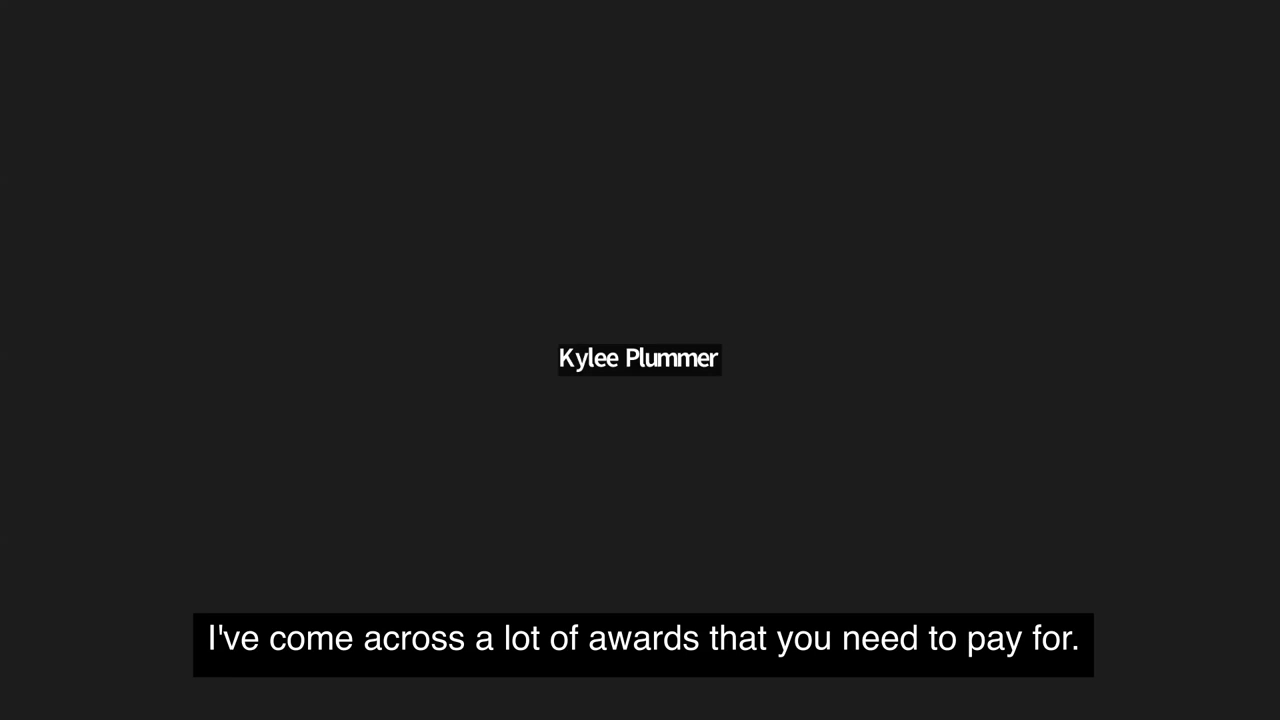 Kylee Plummer
I've come across a lot of awards that you need to pay for.